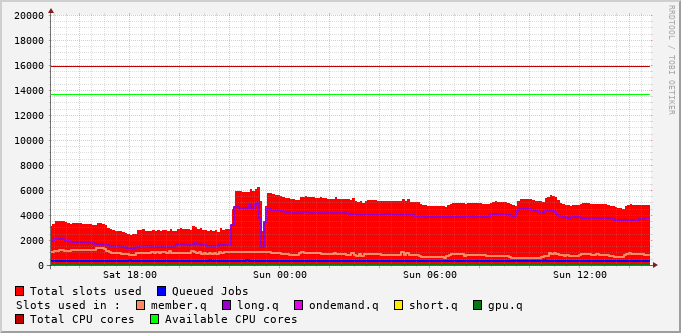 20000
18000
16000
14000
12000
10000
8000
6000
4000
2000
0
Sat 18:00 Sun 00:00 Sun 06:00 Sun 12:00
RRDTOOL / TOBI OETIKER
Total slots used Queued Jobs
Slots used in : member.q long.q ondemand.q short.q gpu.q
Total CPU cores Available CPU cores